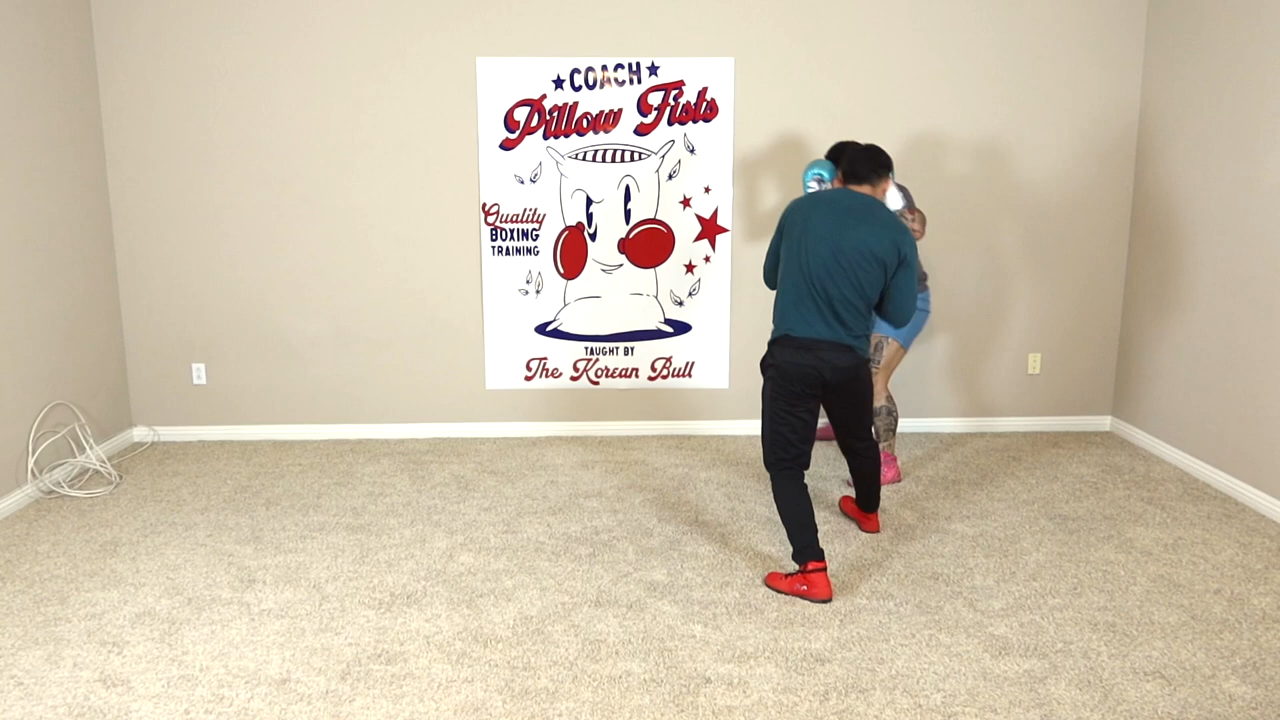 COACH
Pillow Fists
Quality
BOXING
TRAINING
TAUGHT BY
The Korean Bull